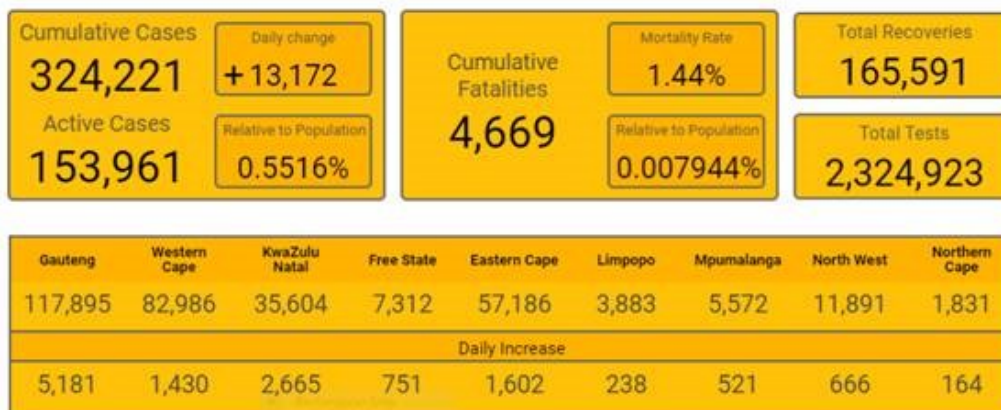 Cumulative Cases
324,221
Daily change
+13,172
Active Cases
153,961
Relative to Population
0.5516%
Cumulative
Fatalities
4,669
Mortality Rate
1.44%
Relative to Population
0.007944%
Total Recoveries
165,591
Total Tests
2,324,923
Gauteng Western Cape KwaZulu Natal Free State Eastern Cape Limpopo Mpumalanga North West Northern Cape
117,895 82,986 35,604 7,312 57,186 3,883 5,572 11,891 1,831
Daily Increase
5,181 1,430 2,665 751 1,602 238 521 666 164